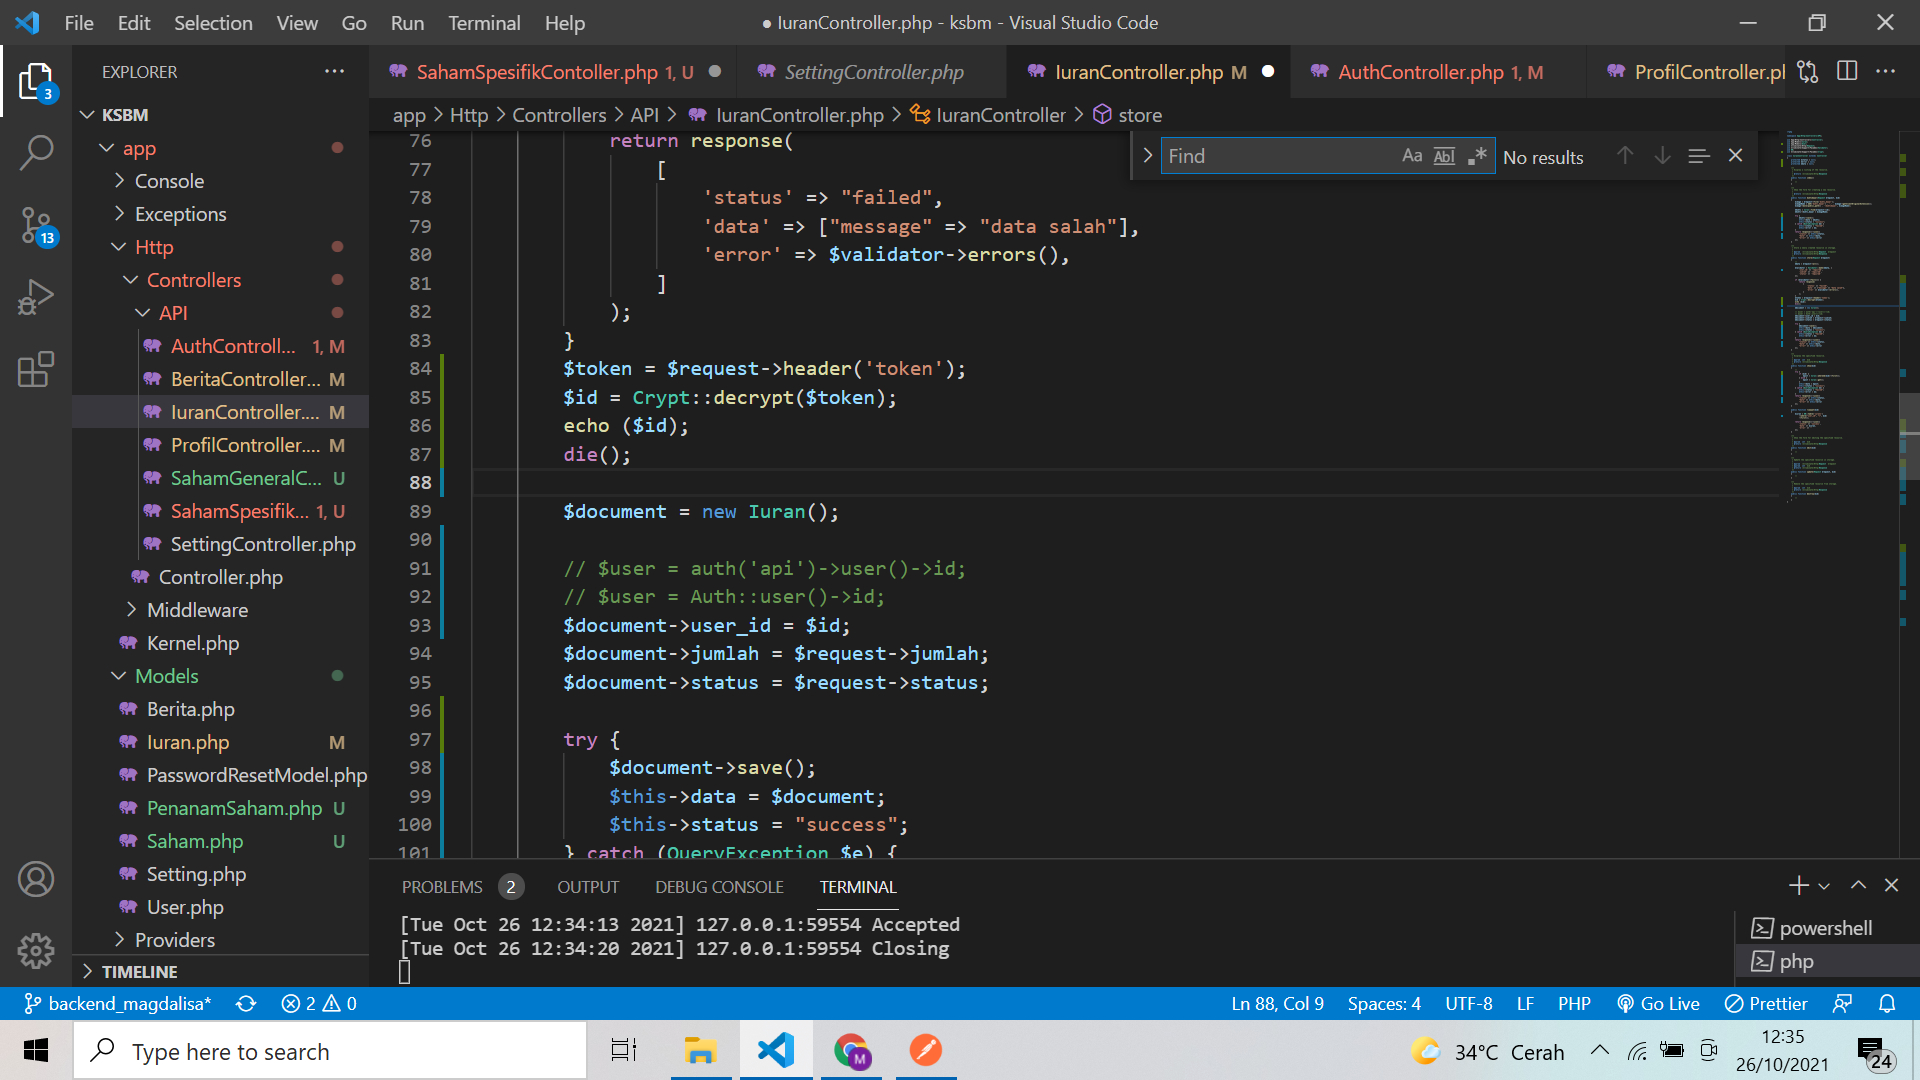 File Edit Selection View Go Run Terminal Help
● IuranController.php - ksbm - Visual Studio Code
EXPLORER
3
13
KSBM
app
Console
Exceptions
Http
Controllers
API
AuthControll... 1, M
BeritaController... M
IuranController.... M
ProfilController.... M
SahamGeneralC... U
SahamSpesifik... 1, U
SettingController.php
Controller.php
Middleware
Kernel.php
Models
Berita.php
Iuran.php M
PasswordResetModel.php
PenanamSaham.php U
Saham.php U
Setting.php
User.php
Providers
TIMELINE
SahamSpesifikContoller.php 1, U
SettingController.php
IuranController.php M
AuthController.php 1, M
ProfilController.pl
app > Http > Controllers > API > IuranController.php > IuranController > store
Find
Aa Abl .* No results
76 return response(
77 [
78 'status' => "failed",
79 'data' => ["message" => "data salah"],
80 'error' => $validator->errors(),
81 ]
82 );
83 }
84 $token = $request->header('token');
85 $id = Crypt::decrypt($token);
86 echo ($id);
87 die();
88
89 $document = new Iuran();
90
91 // $user = auth('api')->user()->id;
92 // $user = Auth::user()->id;
93 $document->user_id = $id;
94 $document->jumlah = $request->jumlah;
95 $document->status = $request->status;
96
97 try {
98 $document->save();
99 $this->data = $document;
100 $this->status = "success";
101 } catch (QueryException $e) {
PROBLEMS 2 OUTPUT DEBUG CONSOLE TERMINAL
[Tue Oct 26 12:34:13 2021] 127.0.0.1:59554 Accepted
[Tue Oct 26 12:34:20 2021] 127.0.0.1:59554 Closing
powershell
php
backend_magdalisa* 2 0
Ln 88, Col 9 Spaces: 4 UTF-8 LF PHP Go Live Prettier
Type here to search
M
34°C Cerah
12:35
26/10/2021
24